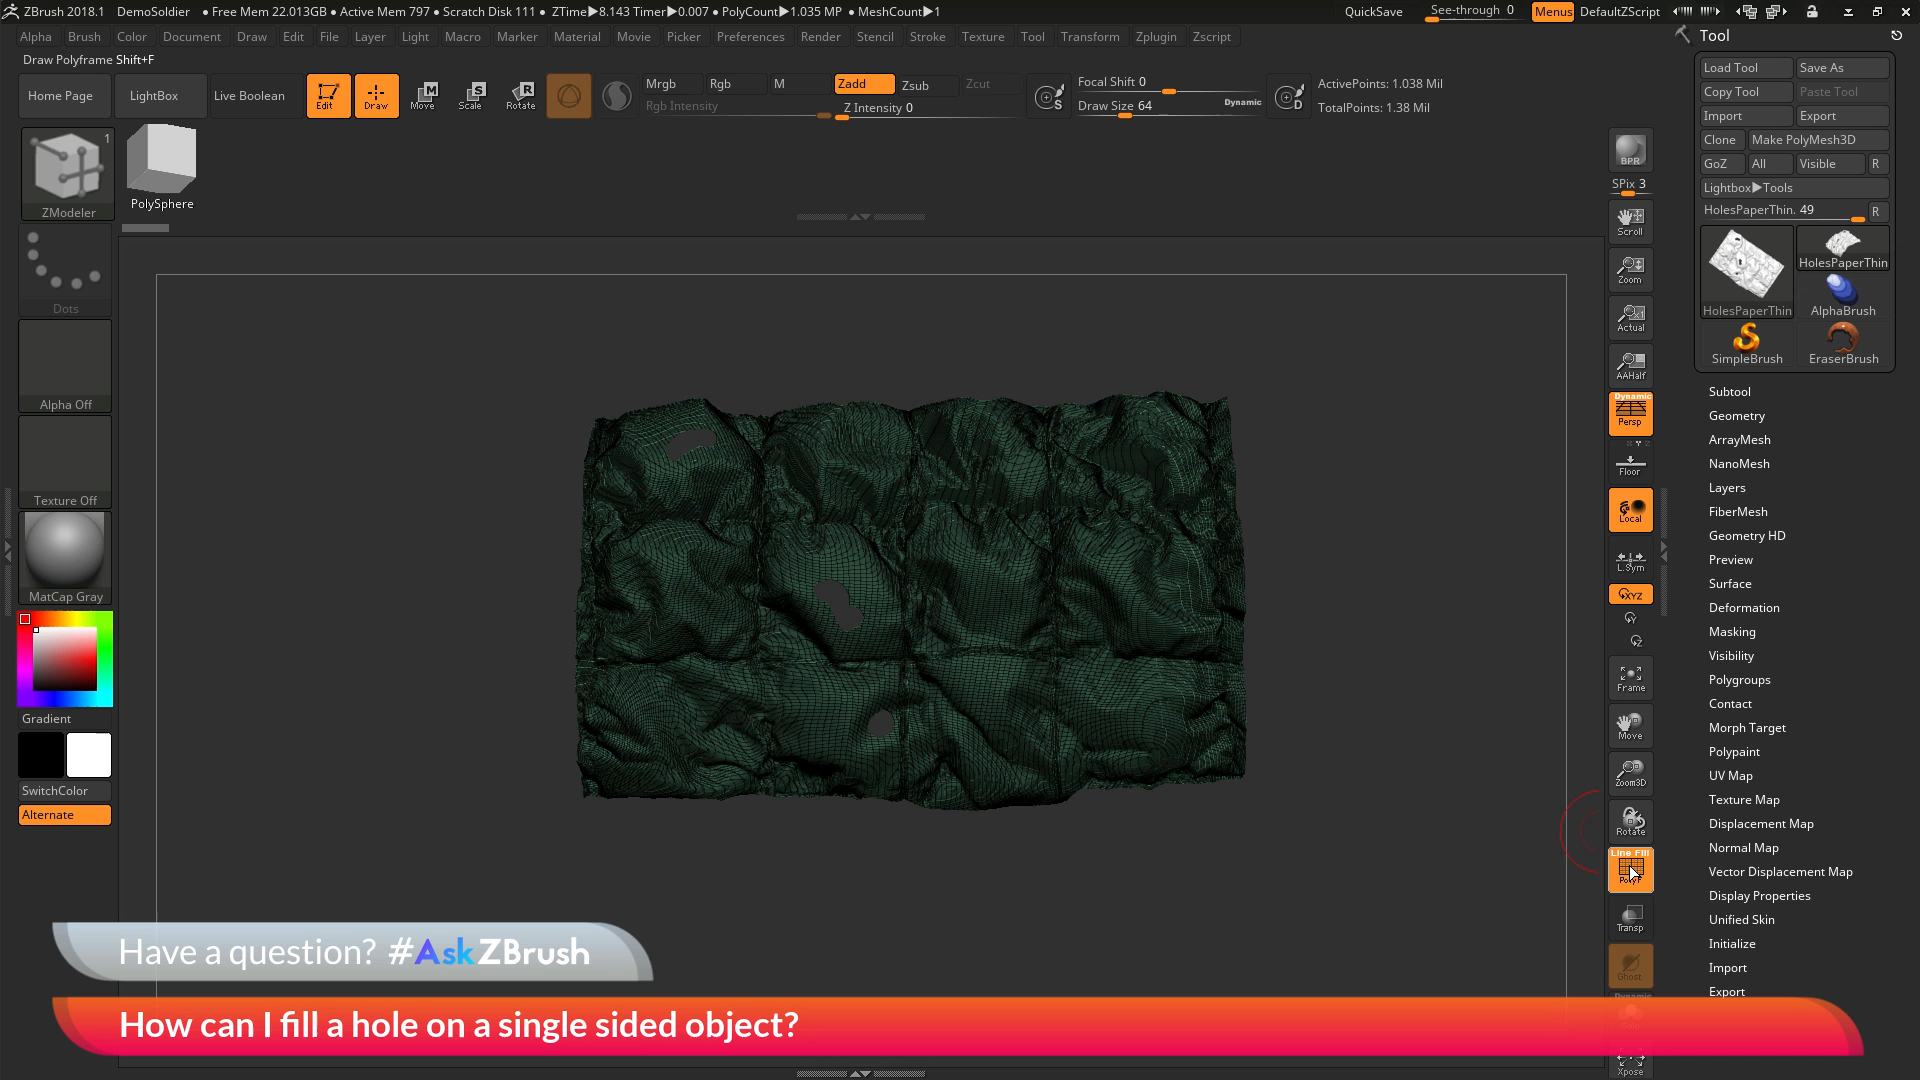 ZBrush 2018.1 DemoSoldier • Free Mem 22.013GB • Active Mem 797 • Scratch Disk 111 • ZTime▶8.143 Timer▶0.007 • PolyCount▶1.035 MP • MeshCount▶1 QuickSave See-through 0 Menus DefaultZScript
Alpha Brush Color Document Draw Edit File Layer Light Macro Marker Material Movie Picker Preferences Render Stencil Stroke Texture Tool Transform Zplugin Zscript
Draw Polyframe Shift+F
Home Page LightBox Live Boolean Edit Draw Move Scale Rotate
Mrgb Rgb M Zadd Zsub Zcut
Rgb Intensity Z Intensity 0
Focal Shift 0
Draw Size 64 Dynamic
ActivePoints: 1.038 Mil
TotalPoints: 1.38 Mil
1
ZModeler
PolySphere
Dots
Alpha Off
Texture Off
MatCap Gray
Gradient
SwitchColor
Alternate
BPR
SPix 3
Scroll
Zoom
Actual
AAHalf
Dynamic
Persp
Floor
Local
L.Sym
XYZ
Frame
Move
Zoom3D
Rotate
Line Fill
PolyF
Transp
Ghost
Dynamic
Xpose
Tool
Load Tool Save As
Copy Tool Paste Tool
Import Export
Clone Make PolyMesh3D
GoZ All Visible R
Lightbox▶Tools
HolesPaperThin. 49 R
HolesPaperThin
HolesPaperThin AlphaBrush
SimpleBrush EraserBrush
Subtool
Geometry
ArrayMesh
NanoMesh
Layers
FiberMesh
Geometry HD
Preview
Surface
Deformation
Masking
Visibility
Polygroups
Contact
Morph Target
Polypaint
UV Map
Texture Map
Displacement Map
Normal Map
Vector Displacement Map
Display Properties
Unified Skin
Initialize
Import
Export
Have a question? #AskZBrush
How can I fill a hole on a single sided object?